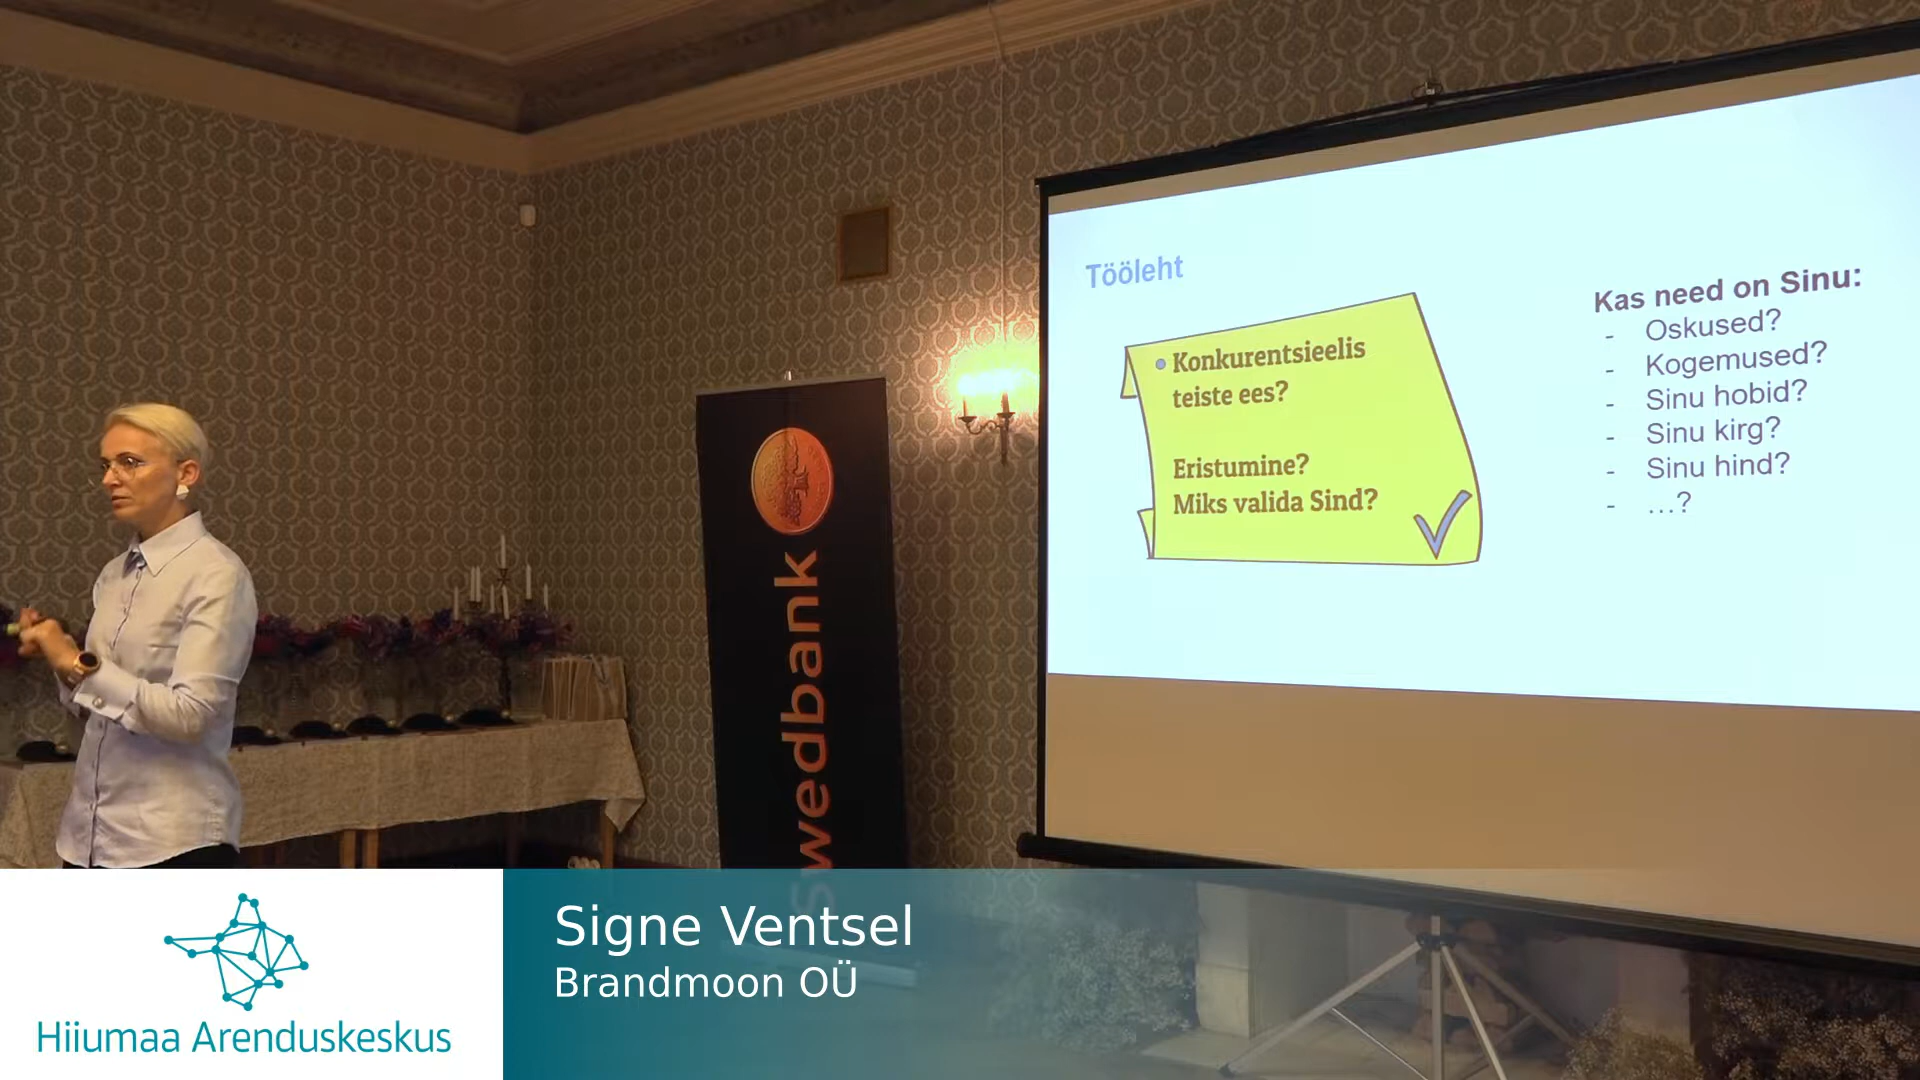 Tööleht
Konkurentsieelis
teiste ees?
Eristumine?
Miks valida Sind?
Kas need on Sinu:
- Oskused?
- Kogemused?
- Sinu hobid?
- Sinu kirg?
- Sinu hind?
- ...?
Swedbank
Signe Ventsel
Brandmoon OÜ
Hiiumaa Arenduskeskus